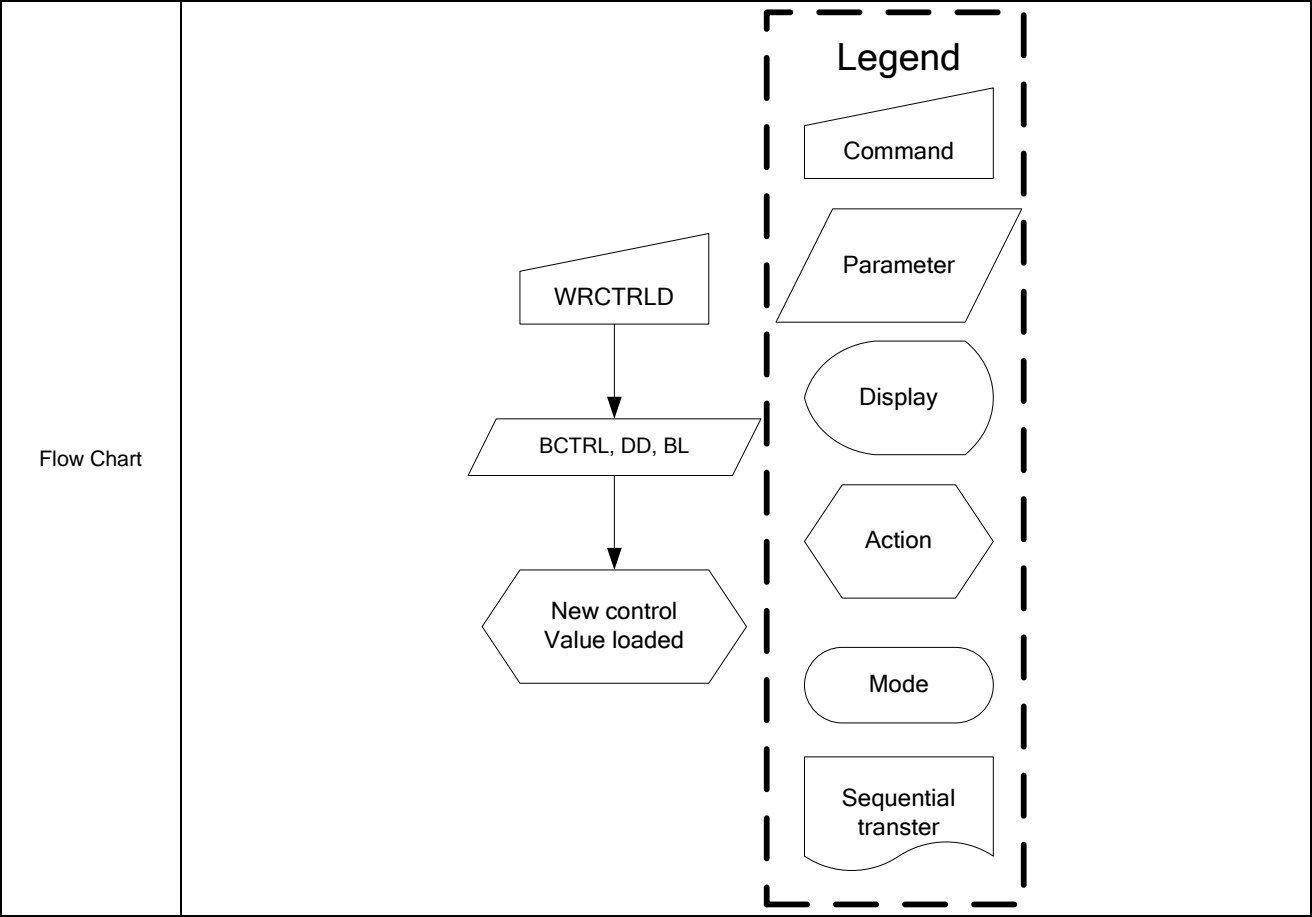 Flow Chart
WRCTRLD
BCTRL, DD, BL
New control
Value loaded
Legend
Command
Parameter
Display
Action
Mode
Sequential
transter